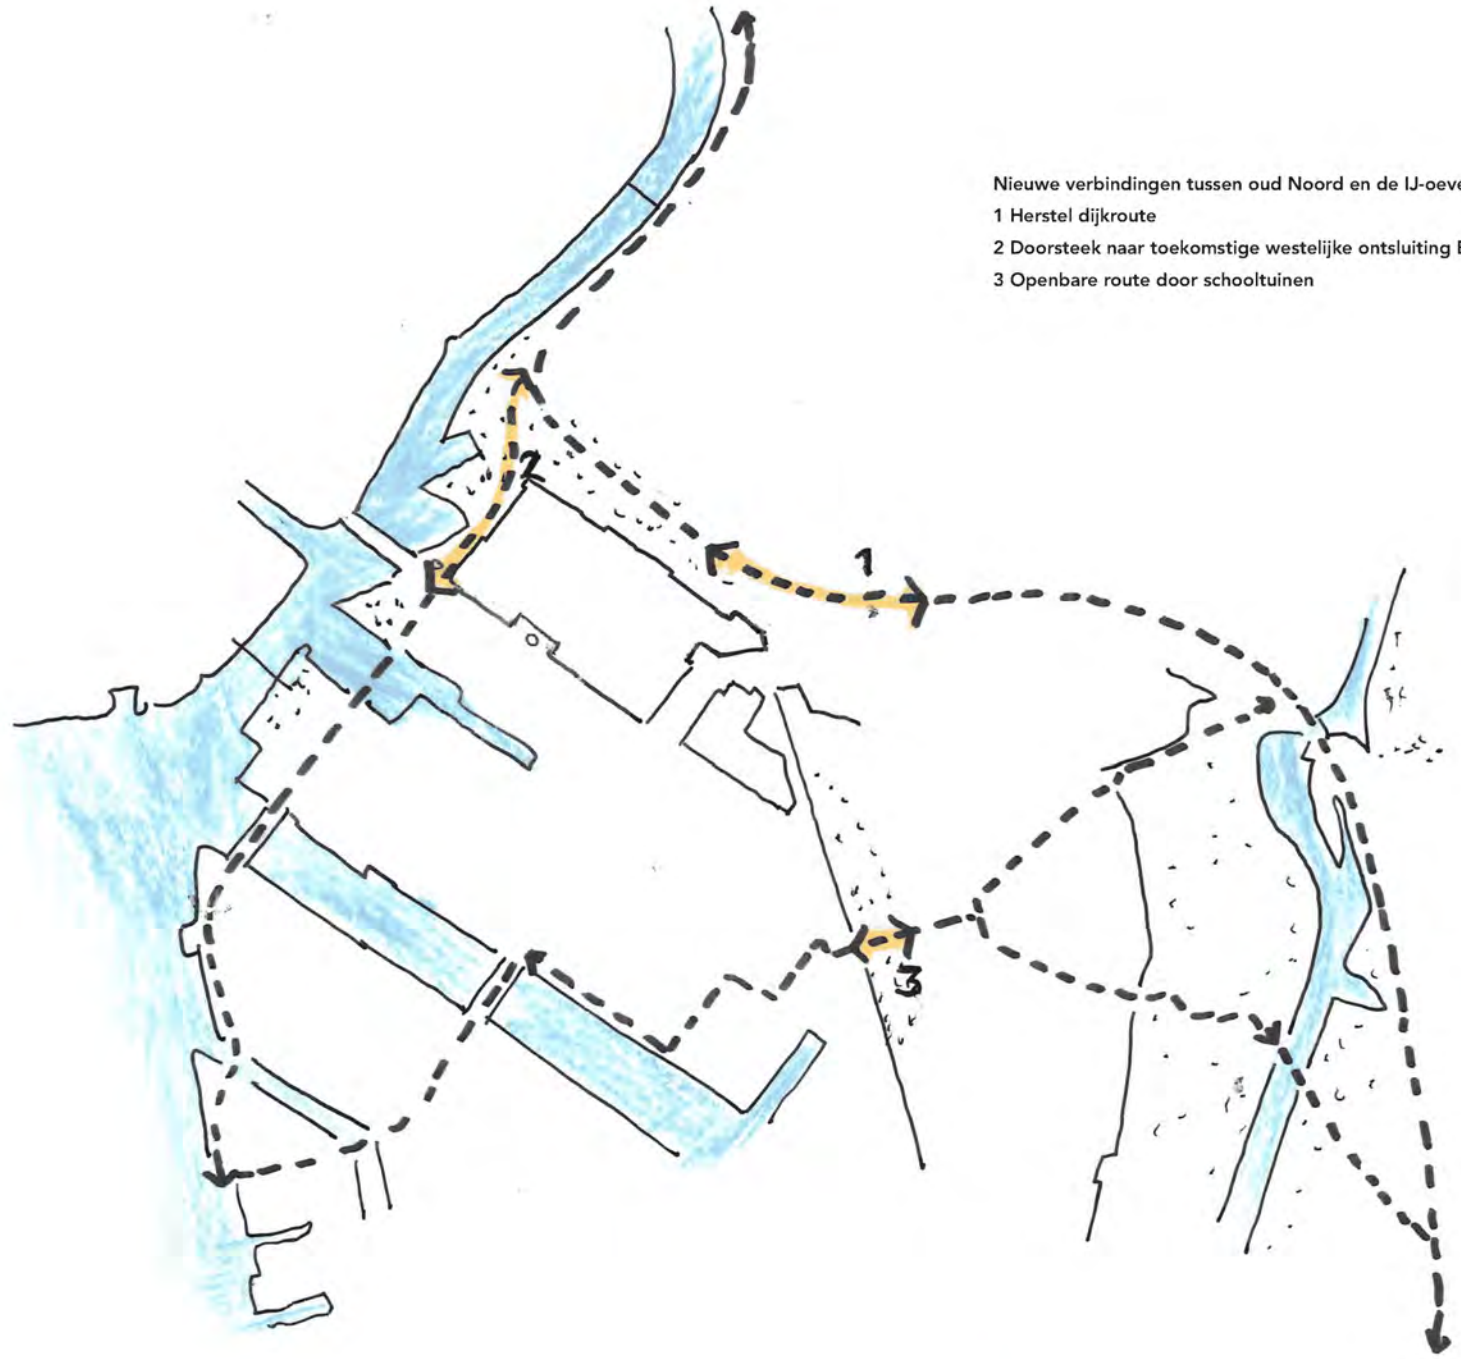 Nieuwe verbindingen tussen oud Noord en de IJ-oeve
1 Herstel dijkroute
2 Doorsteek naar toekomstige westelijke ontsluiting
3 Openbare route door schooltuinen
2
1
3